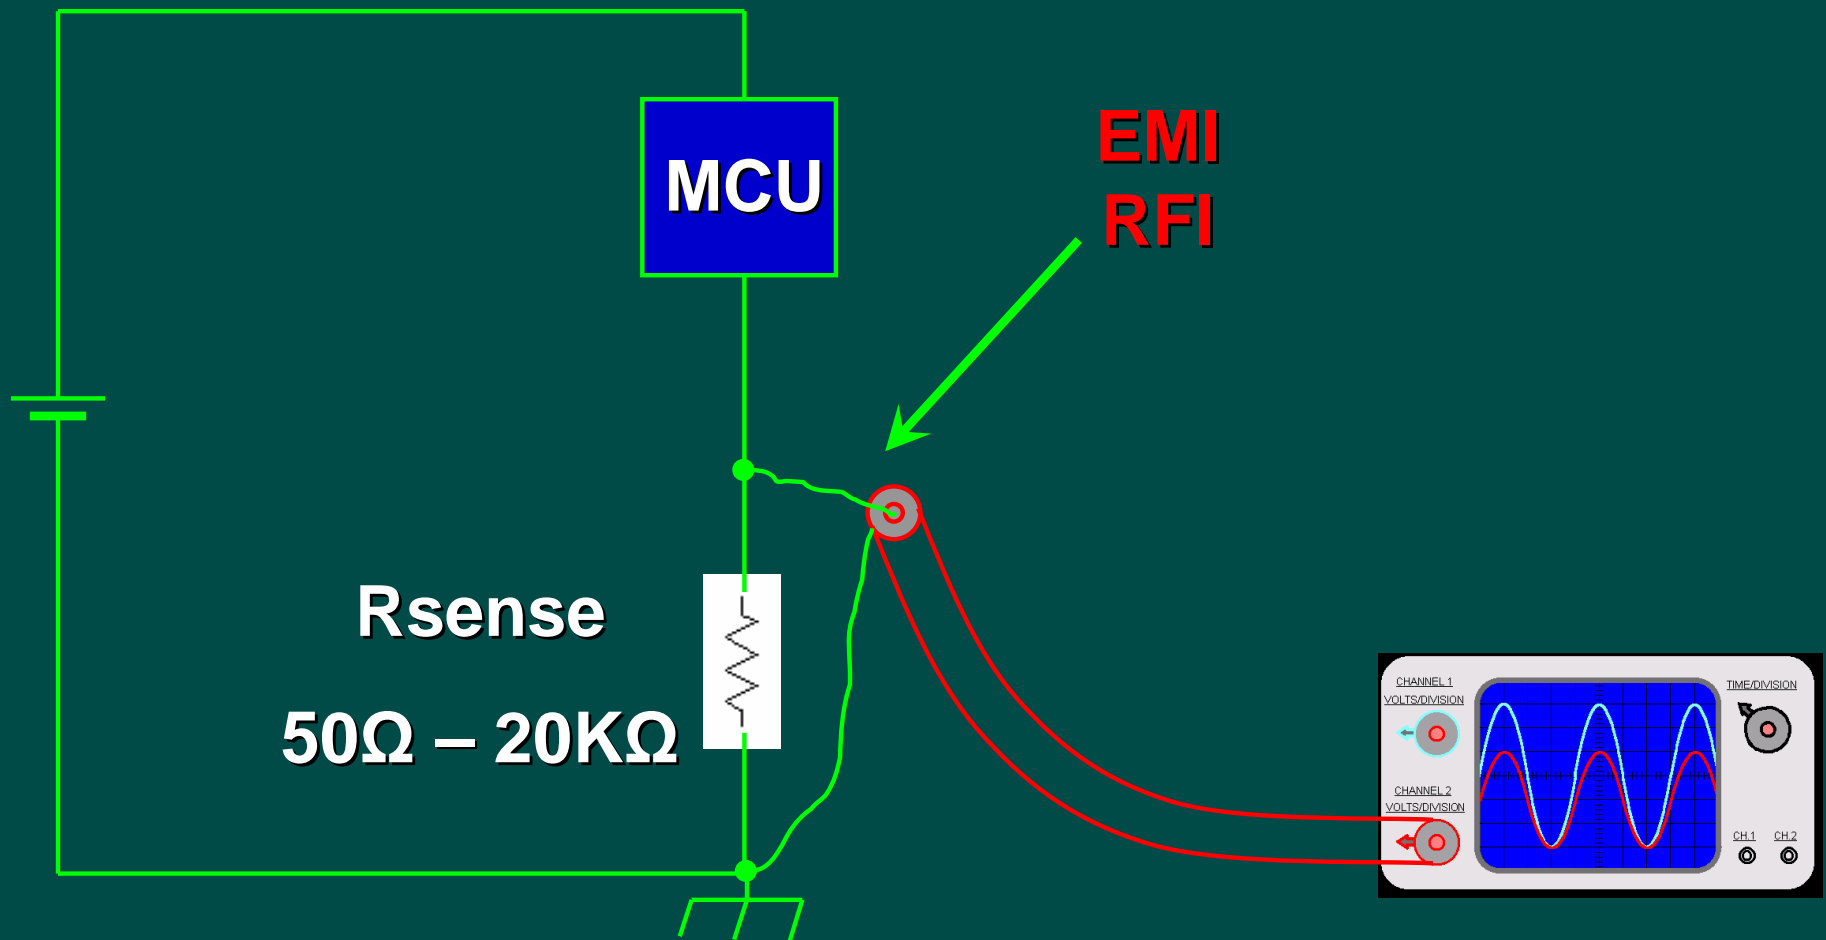 MCU
EMI
RFI
Rsense
50Ω – 20KΩ
CHANNEL 1
VOLTS/DIVISION
TIME/DIVISION
CHANNEL 2
VOLTS/DIVISION
CH.1
CH.2